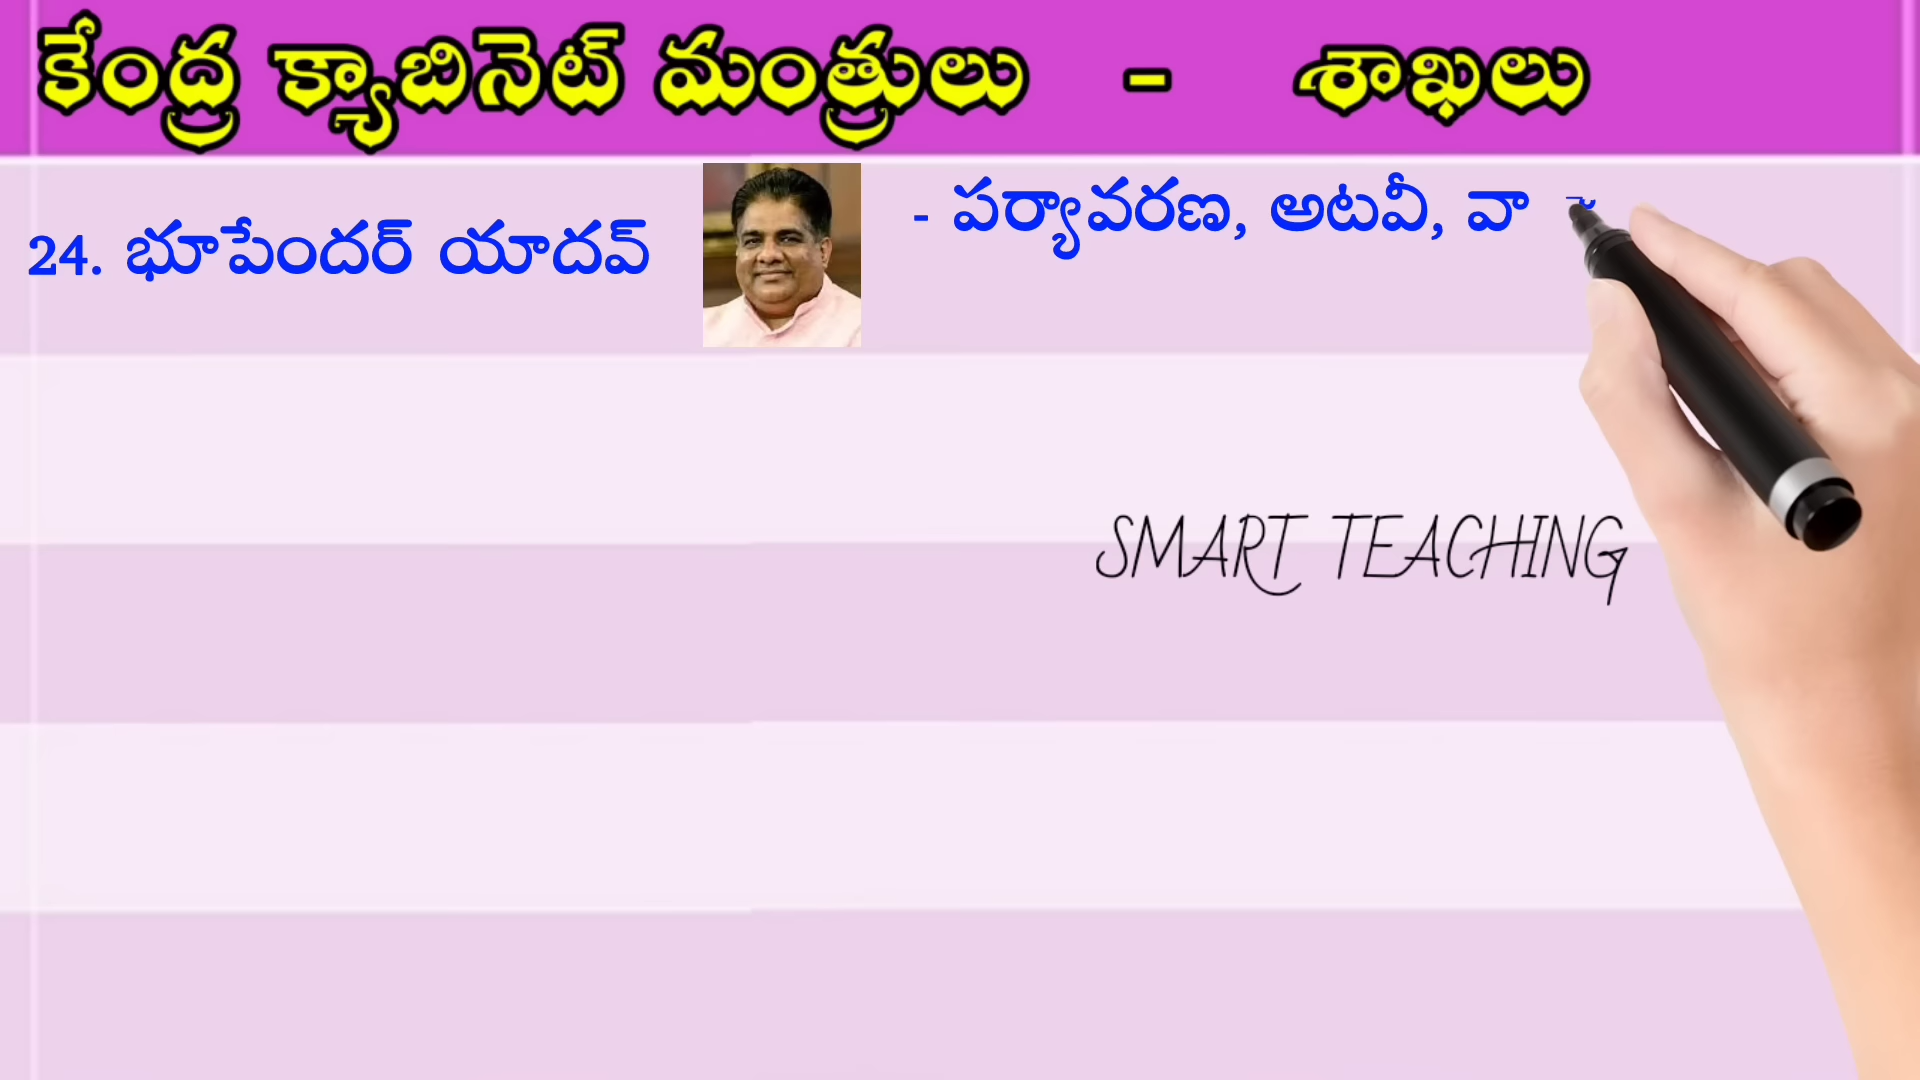 కేంద్ర క్యాబినెట్ మంత్రులు - శాఖలు
24. భూపేందర్ యాదవ్ - పర్యావరణ, అటవీ, వా
SMART TEACHING